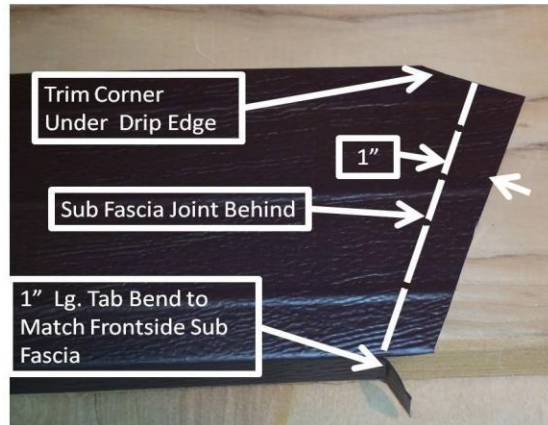 Trim Corner
Under Drip Edge
1”
Sub Fascia Joint Behind
1” Lg. Tab Bend to
Match Frontside Sub
Fascia